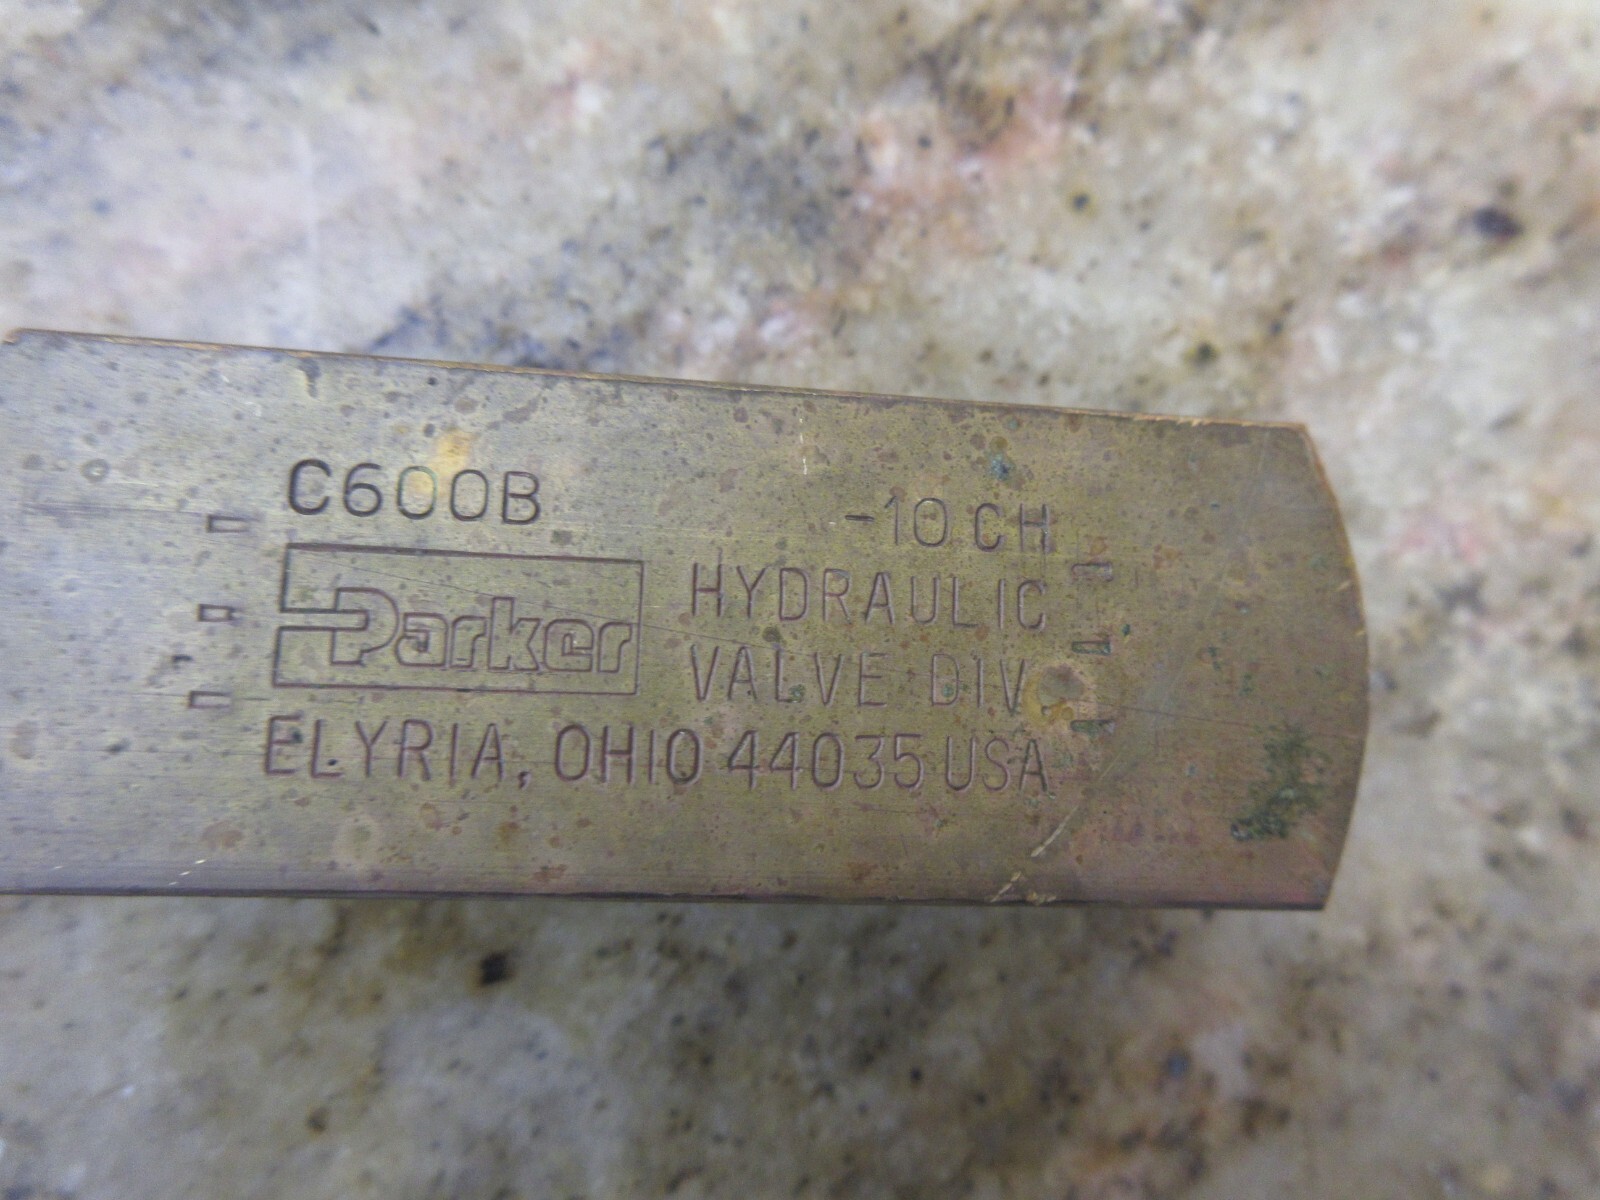 C600B -10 CH
Parker HYDRAULIC
VALVE DIV.
ELYRIA, OHIO 44035 USA